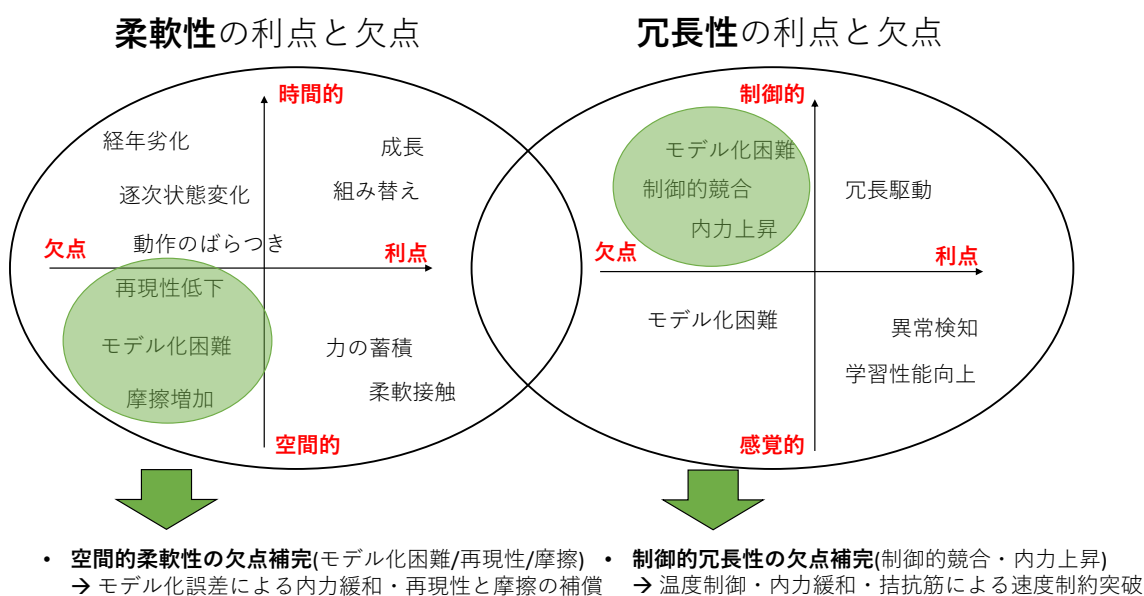 柔軟性の利点と欠点
時間的
経年劣化
成長
逐次状態変化
組み替え
動作のばらつき
欠点
利点
再現性低下
モデル化困難
力の蓄積
摩擦増加
柔軟接触
空間的
冗長性の利点と欠点
制御的
モデル化困難
制御的競合
冗長駆動
内力上昇
欠点
利点
モデル化困難
異常検知
学習性能向上
感覚的
• 空間的柔軟性の欠点補完(モデル化困難/再現性/摩擦)
→ モデル化誤差による内力緩和・再現性と摩擦の補償
• 制御的冗長性の欠点補完(制御的競合・内力上昇)
→ 温度制御・内力緩和・拮抗筋による速度制約突破